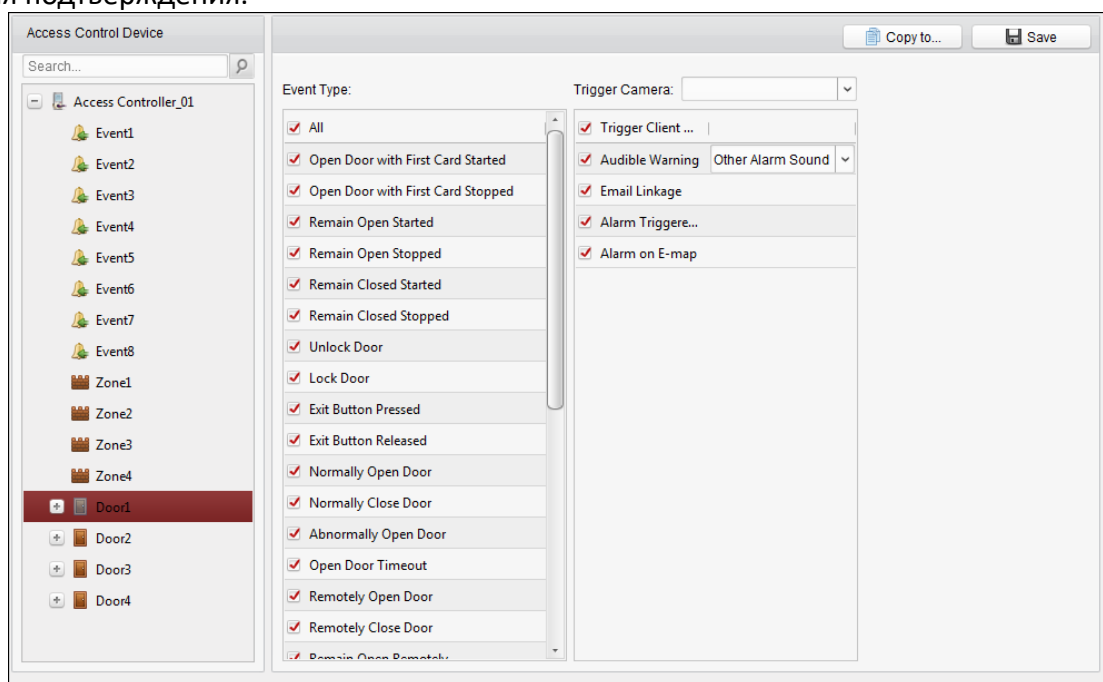 я подтверждения.
Access Control Device
Copy to...
Save
Search...
Access Controller_01
Event1
Event2
Event3
Event4
Event5
Event6
Event7
Event8
Zone1
Zone2
Zone3
Zone4
Door1
Door2
Door3
Door4
Event Type:
All
Open Door with First Card Started
Open Door with First Card Stopped
Remain Open Started
Remain Open Stopped
Remain Closed Started
Remain Closed Stopped
Unlock Door
Lock Door
Exit Button Pressed
Exit Button Released
Normally Open Door
Normally Close Door
Abnormally Open Door
Open Door Timeout
Remotely Open Door
Remotely Close Door
Remain Open Remotely
Trigger Camera:
Trigger Client ...
Audible Warning Other Alarm Sound
Email Linkage
Alarm Triggere...
Alarm on E-map